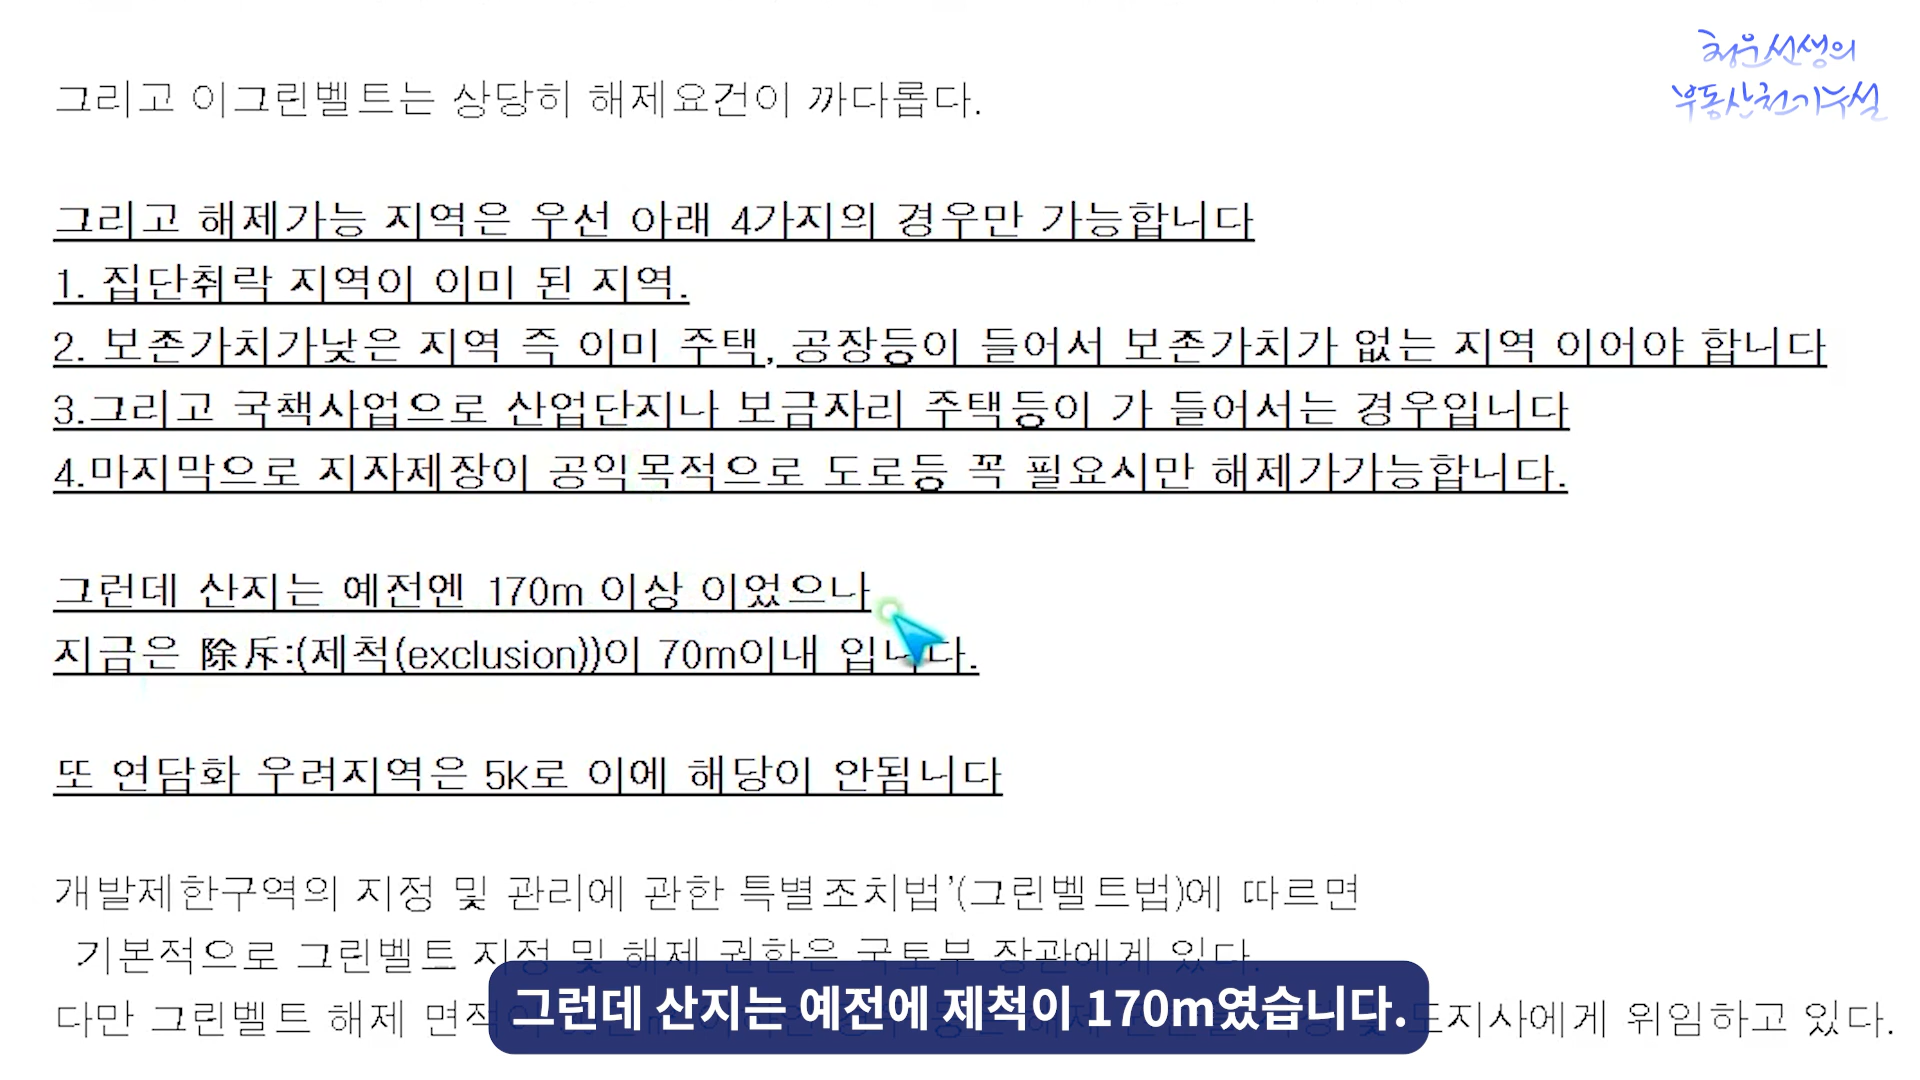 청운선생의
부동산천기누설
그리고 이그린벨트는 상당히 해제요건이 까다롭다.
그리고 해제가능 지역은 우선 아래 4가지의 경우만 가능합니다
1. 집단취락 지역이 이미 된 지역.
2. 보존가치가낮은 지역 즉 이미 주택, 공장등이 들어서 보존가치가 없는 지역 이어야 합니다
3.그리고 국책사업으로 산업단지나 보금자리 주택등이 가 들어서는 경우입니다
4.마지막으로 지자제장이 공익목적으로 도로등 꼭 필요시만 해제가가능합니다.
그런데 산지는 예전엔 170m 이상 이었으나
지금은 除斥:(제척(exclusion))이 70m이내 입니다.
또 연담화 우려지역은 5K로 이에 해당이 안됩니다
개발제한구역의 지정 및 관리에 관한 특별조치법’(그린벨트법)에 따르면
기본적으로 그린벨트 지정 및 해제 권한은 국토부 장관에게 있다.
다만 그린벨트 해제 면적 도지사에게 위임하고 있다.
그런데 산지는 예전에 제척이 170m였습니다.